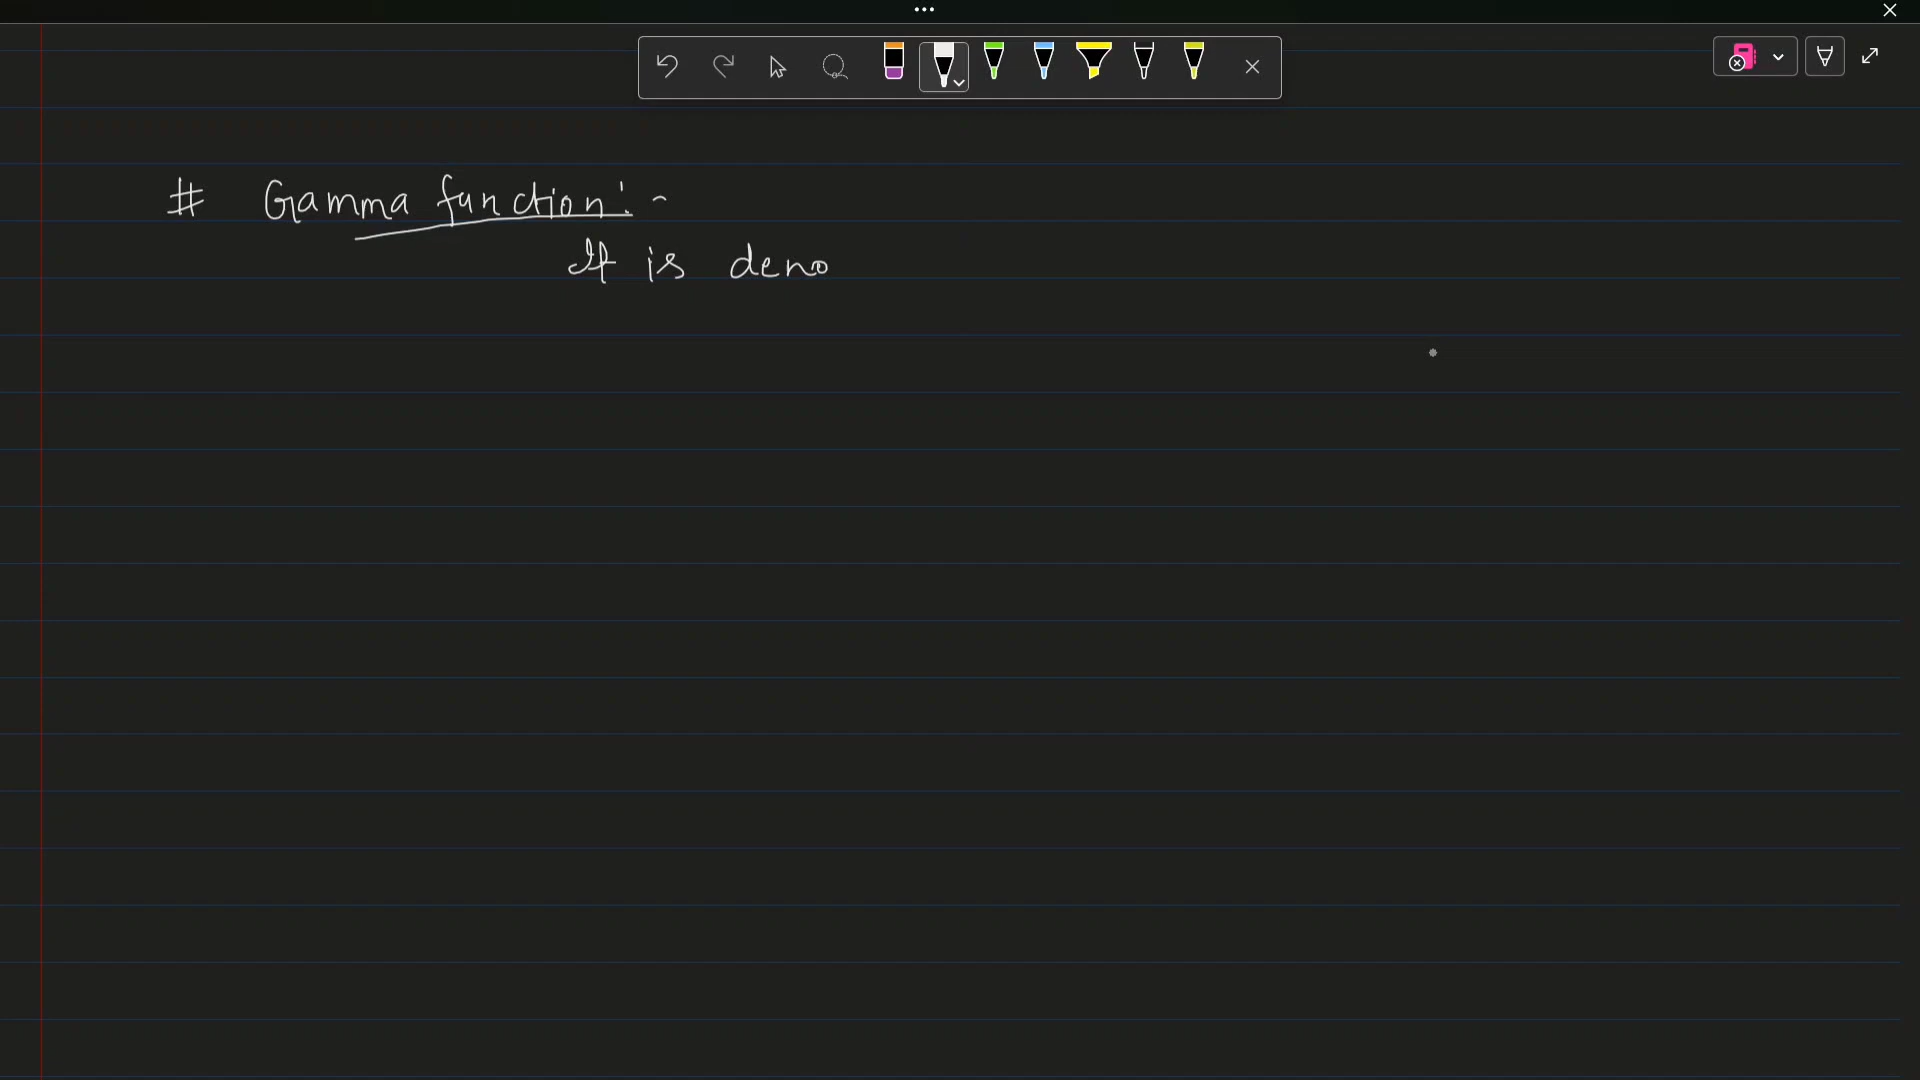 # Gamma function:-
It is deno